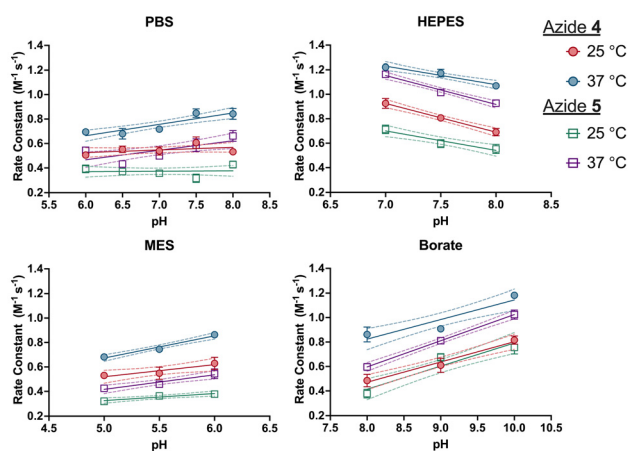 PBS
Rate Constant (M⁻¹ s⁻¹)
1.4
1.2
1.0
0.8
0.6
0.4
0.2
5.5
6.0
6.5
7.0
7.5
8.0
8.5
pH
HEPES
Rate Constant (M⁻¹ s⁻¹)
1.4
1.2
1.0
0.8
0.6
0.4
0.2
6.5
7.0
7.5
8.0
8.5
pH
Azide 4
25 °C
37 °C
Azide 5
25 °C
37 °C
MES
Rate Constant (M⁻¹ s⁻¹)
1.4
1.2
1.0
0.8
0.6
0.4
0.2
4.5
5.0
5.5
6.0
6.5
pH
Borate
Rate Constant (M⁻¹ s⁻¹)
1.4
1.2
1.0
0.8
0.6
0.4
0.2
7.5
8.0
8.5
9.0
9.5
10.0
10.5
pH